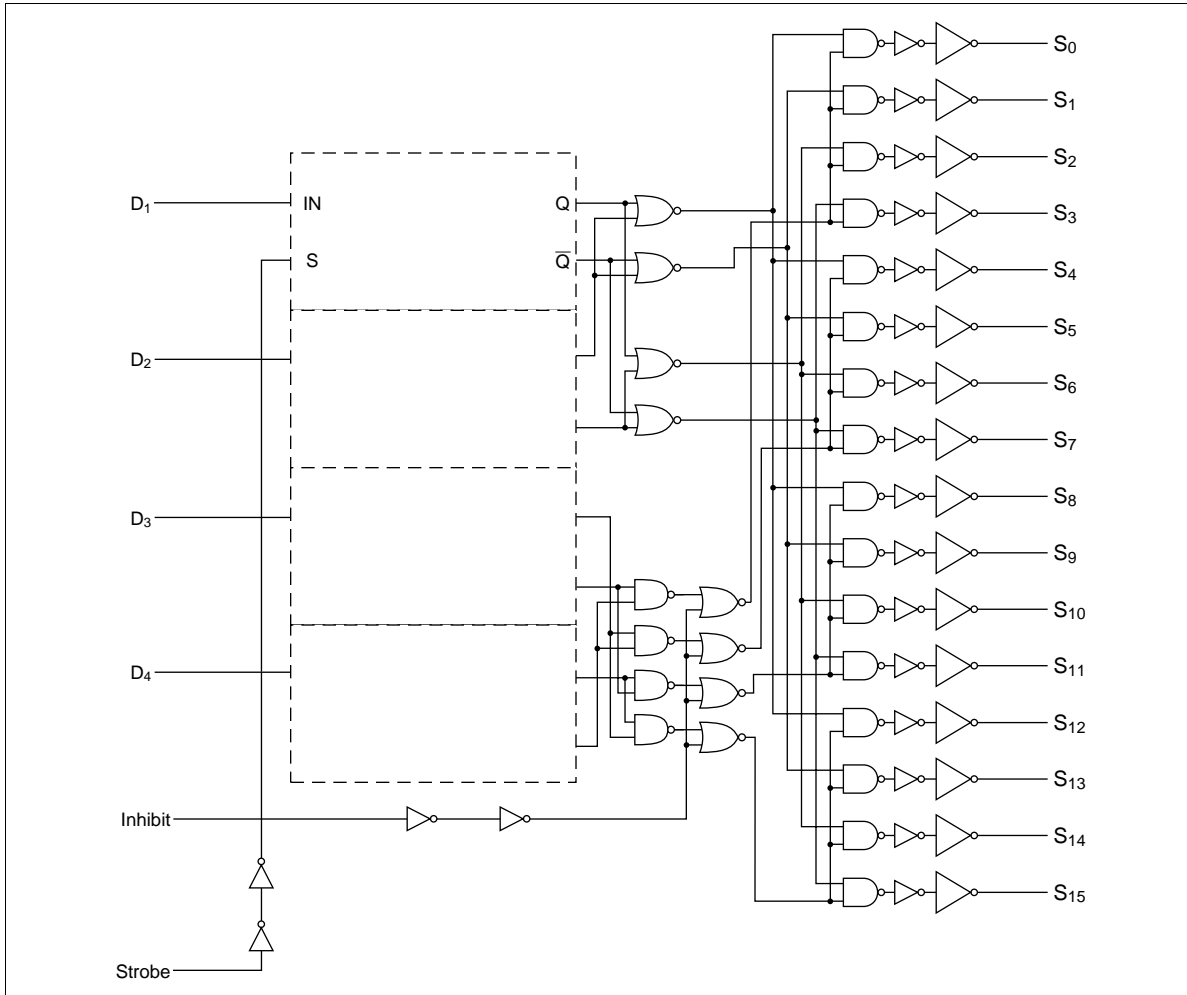 S₀
S₁
S₂
D₁ IN Q S₃
S Q̅ S₄
S₅
D₂ S₆
S₇
S₈
D₃ S₉
S₁₀
D₄ S₁₁
S₁₂
S₁₃
Inhibit S₁₄
S₁₅
Strobe